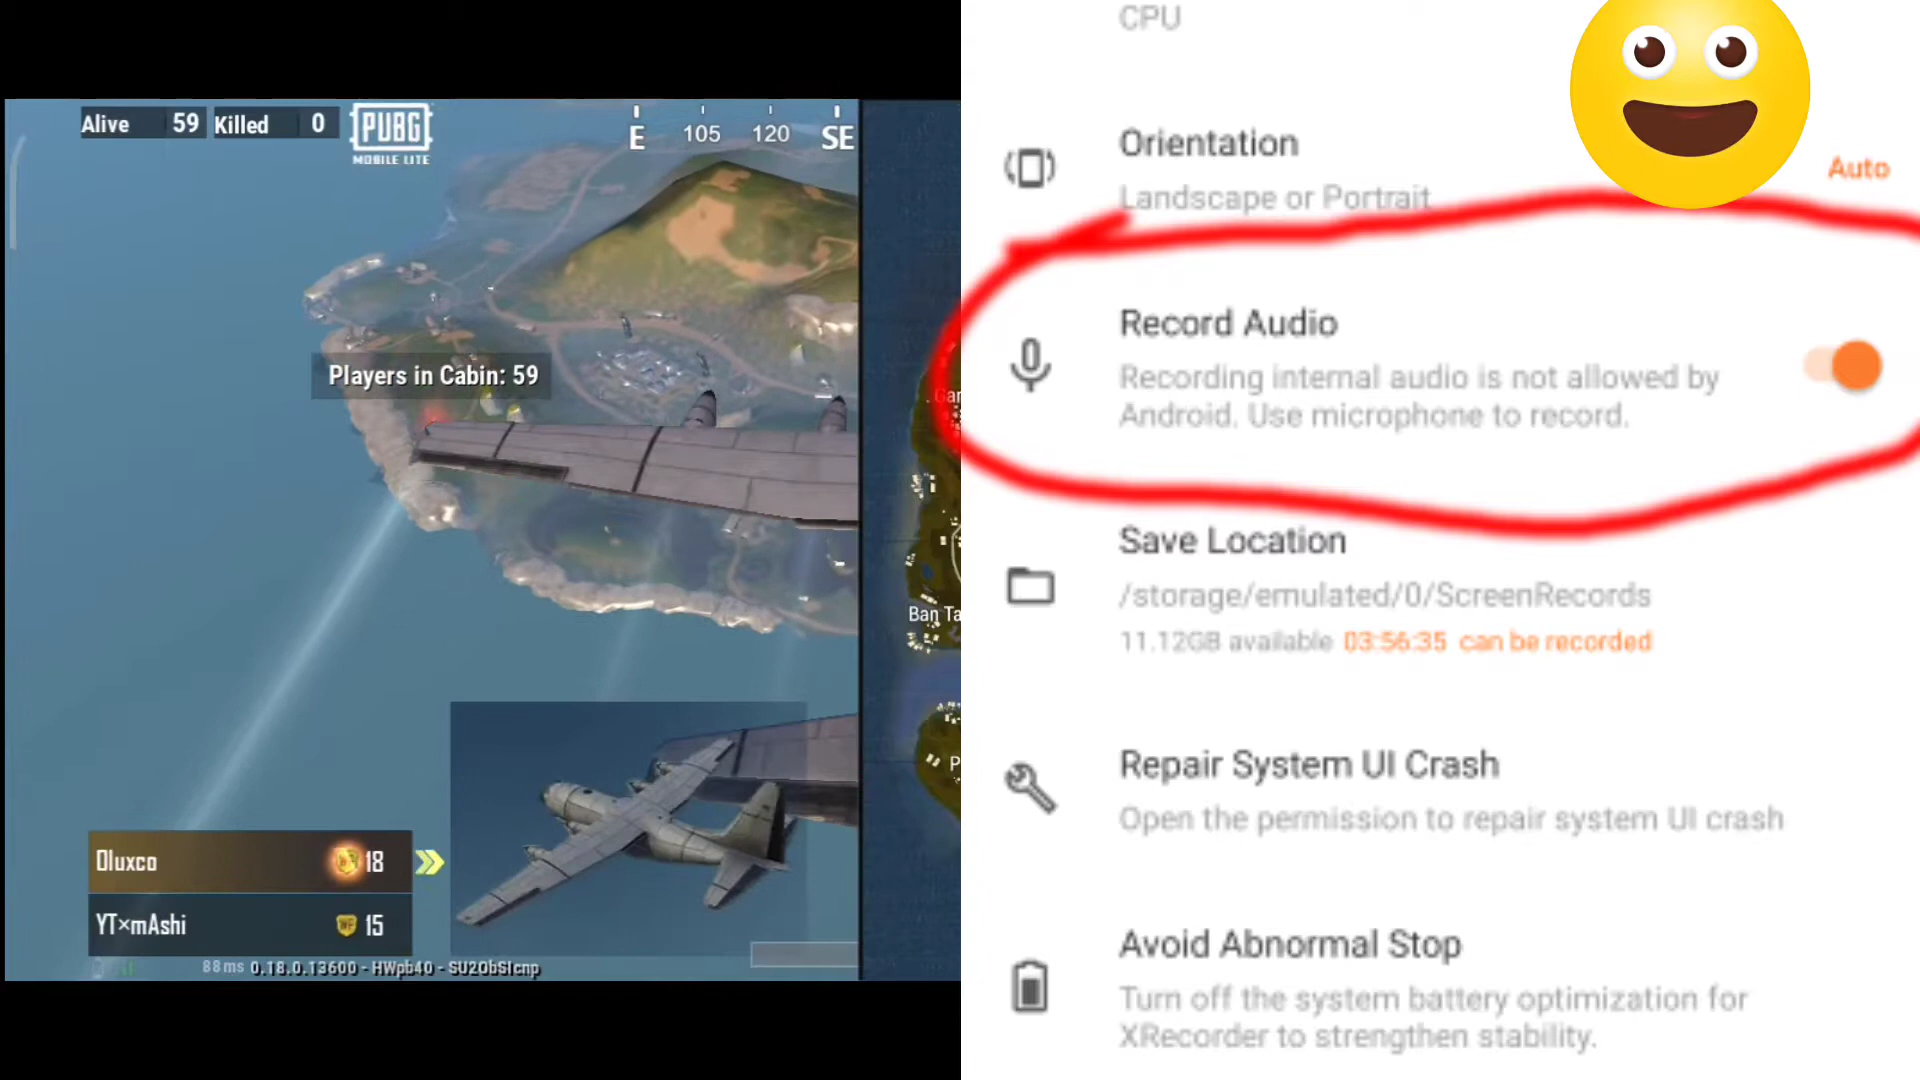 Alive 59 Killed 0
PUBG
MOBILE LITE
E 105 120 SE
Players in Cabin: 59
Ban Ta
Oluxco 18
YT×mAshi 15
88ms 0.18.0.13600 - HWpb40 - SU2ObSIcnp
CPU
Orientation
Landscape or Portrait
Auto
Record Audio
Recording internal audio is not allowed by
Android. Use microphone to record.
Save Location
/storage/emulated/0/ScreenRecords
11.12GB available 03:56:35 can be recorded
Repair System UI Crash
Open the permission to repair system UI crash
Avoid Abnormal Stop
Turn off the system battery optimization for
XRecorder to strengthen stability.